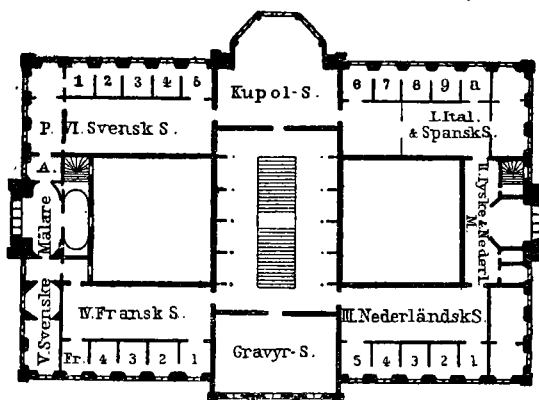 1 2 3 4 5
Kupol-S.
6 7 8 9 a
P. VI. Svensk S.
I. Ital.
& Spansk S.
A.
Mälare
II. Tyske & Nederl.
M.
V. Svenske
IV. Fransk S.
III. Nederländsk S.
Fr. 4 3 2 1
Gravyr-S.
5 4 3 2 1